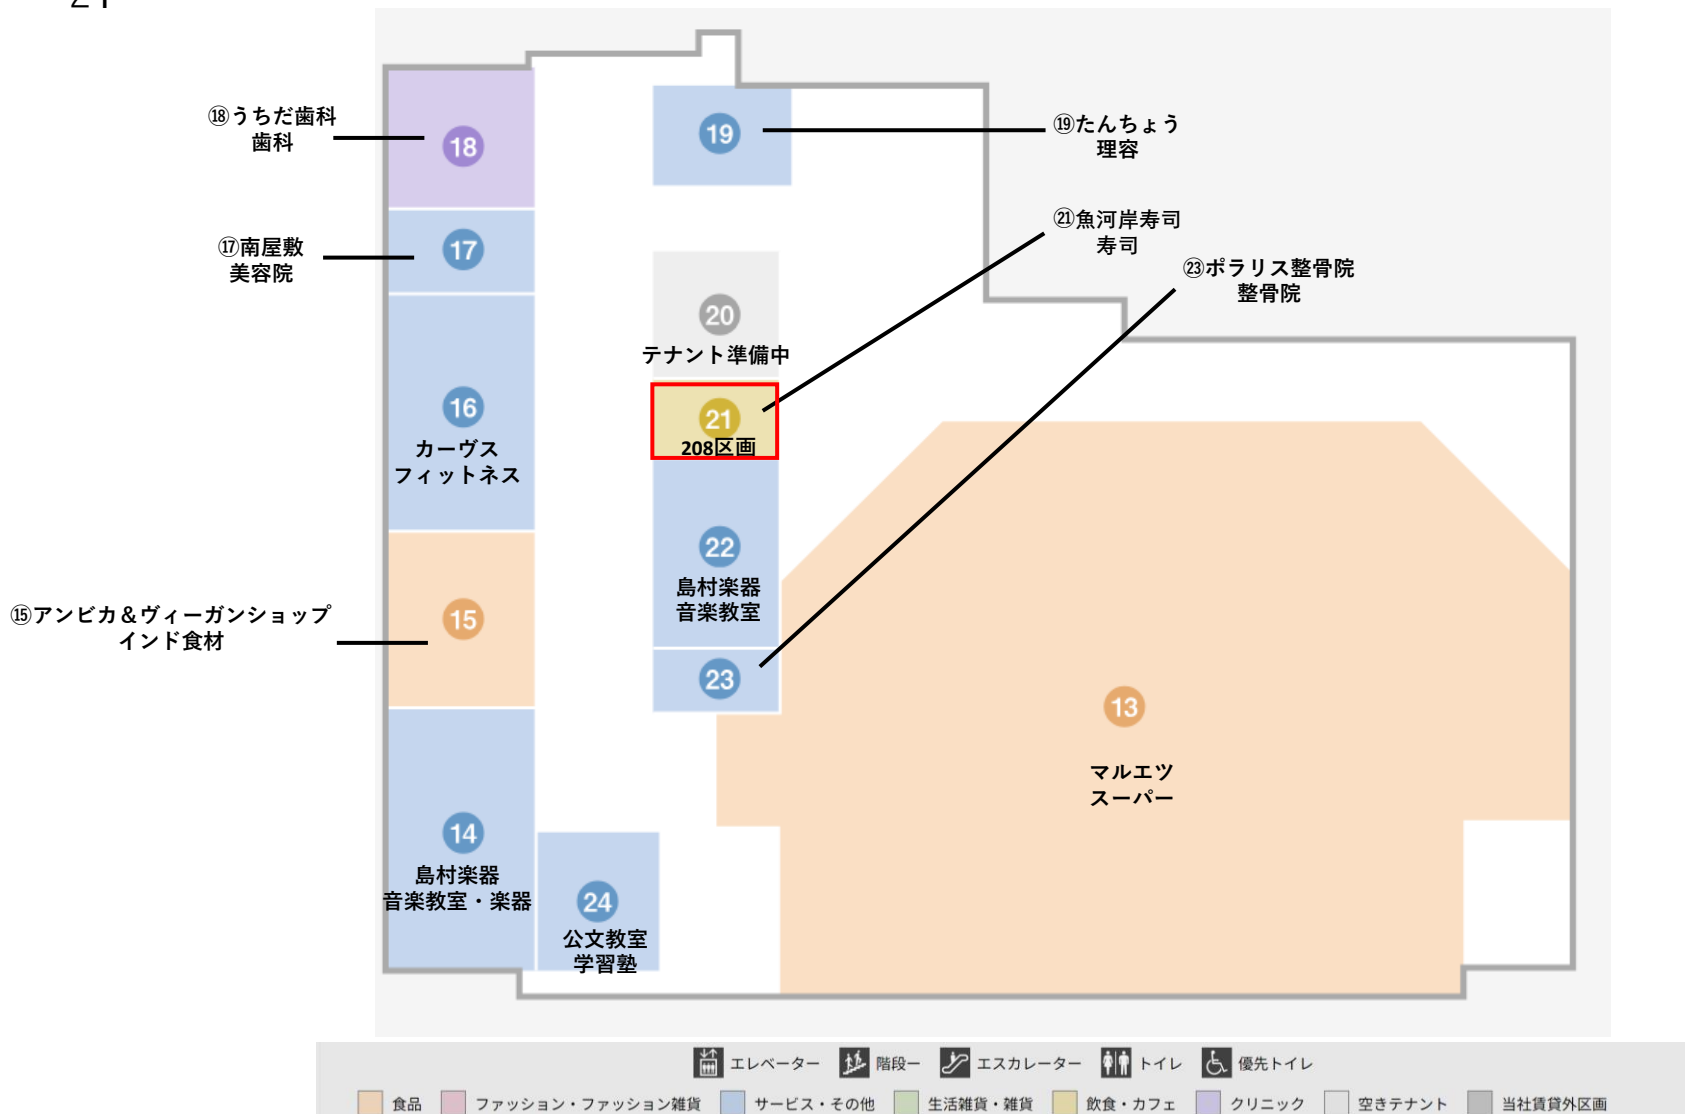 ⑱うちだ歯科
歯科
18
19
⑲たんちょう
理容
⑰南屋敷
美容院
17
㉑魚河岸寿司
寿司
㉓ポラリス整骨院
整骨院
20
テナント準備中
16
カーヴス
フィットネス
21
208区画
22
島村楽器
音楽教室
⑮アンビカ＆ヴィーガンショップ
インド食材
15
23
13
マルエツ
スーパー
14
島村楽器
音楽教室・楽器
24
公文教室
学習塾
エレベーター 階段ー エスカレーター トイレ 優先トイレ
食品 ファッション・ファッション雑貨 サービス・その他 生活雑貨・雑貨 飲食・カフェ クリニック 空きテナント 当社賃貸外区画